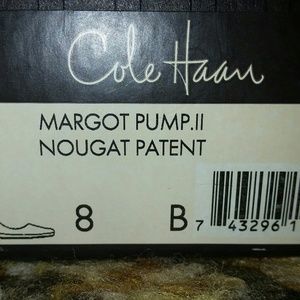 Cole Haan
MARGOT PUMP.II
NOUGAT PATENT
8 B
7 43296 1